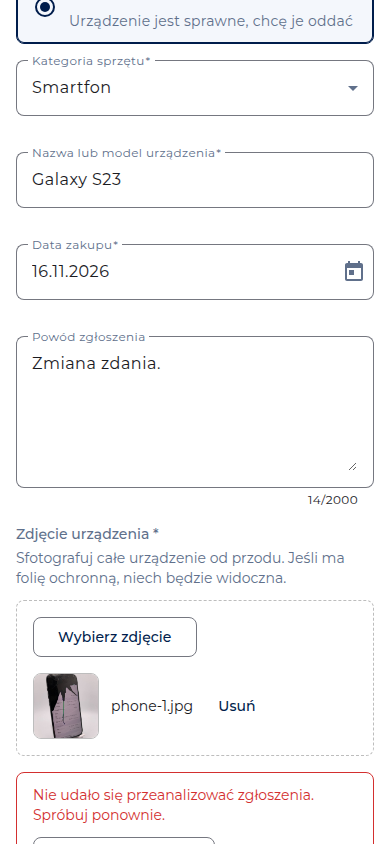 Urządzenie jest sprawne, chcę je oddać
Kategoria sprzętu*
Smartfon
Nazwa lub model urządzenia*
Galaxy S23
Data zakupu*
16.11.2026
Powód zgłoszenia
Zmiana zdania.
14/2000
Zdjęcie urządzenia *
Sfotografuj całe urządzenie od przodu. Jeśli ma
folię ochronną, niech będzie widoczna.
Wybierz zdjęcie
phone-1.jpg
Usuń
Nie udało się przeanalizować zgłoszenia.
Spróbuj ponownie.